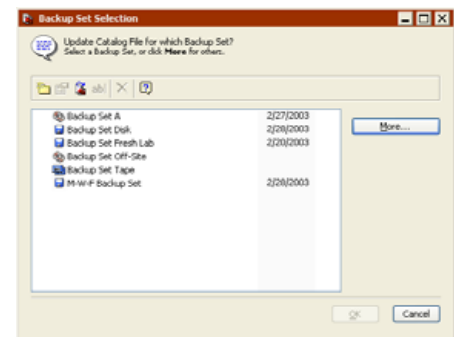 Backup Set Selection
Update Catalog File for which Backup Set?
Select a Backup Set, or click More for others.
Backup Set A 2/27/2003
Backup Set Disk 2/28/2003
Backup Set Fresh Lab 2/20/2003
Backup Set Off-Site
Backup Set Tape
M-W-F Backup Set 2/28/2003
More...
OK Cancel